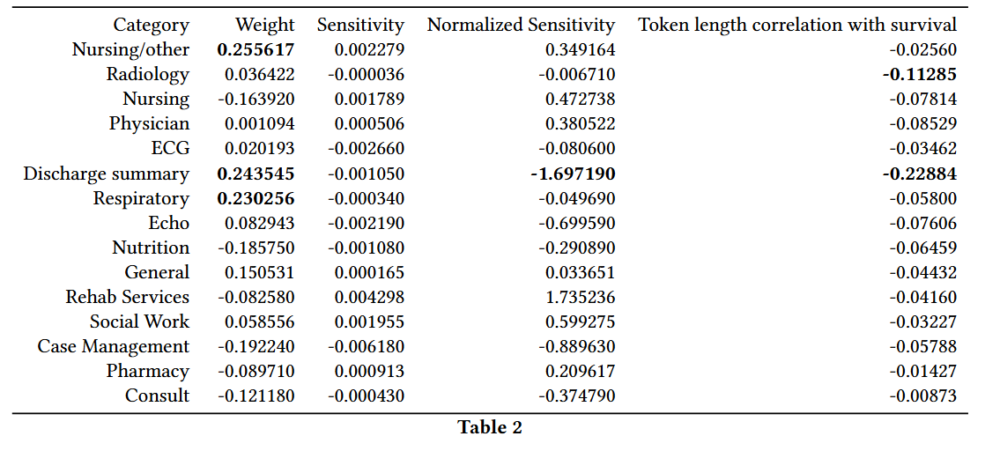 Category Weight Sensitivity Normalized Sensitivity Token length correlation with survival
Nursing/other 0.255617 0.002279 0.349164 -0.02560
Radiology 0.036422 -0.000036 -0.006710 -0.11285
Nursing -0.163920 0.001789 0.472738 -0.07814
Physician 0.001094 0.000506 0.380522 -0.08529
ECG 0.020193 -0.002660 -0.080600 -0.03462
Discharge summary 0.243545 -0.001050 -1.697190 -0.22884
Respiratory 0.230256 -0.000340 -0.049690 -0.05800
Echo 0.082943 -0.002190 -0.699590 -0.07606
Nutrition -0.185750 -0.001080 -0.290890 -0.06459
General 0.150531 0.000165 0.033651 -0.04432
Rehab Services -0.082580 0.004298 1.735236 -0.04160
Social Work 0.058556 0.001955 0.599275 -0.03227
Case Management -0.192240 -0.006180 -0.889630 -0.05788
Pharmacy -0.089710 0.000913 0.209617 -0.01427
Consult -0.121180 -0.000430 -0.374790 -0.00873
Table 2